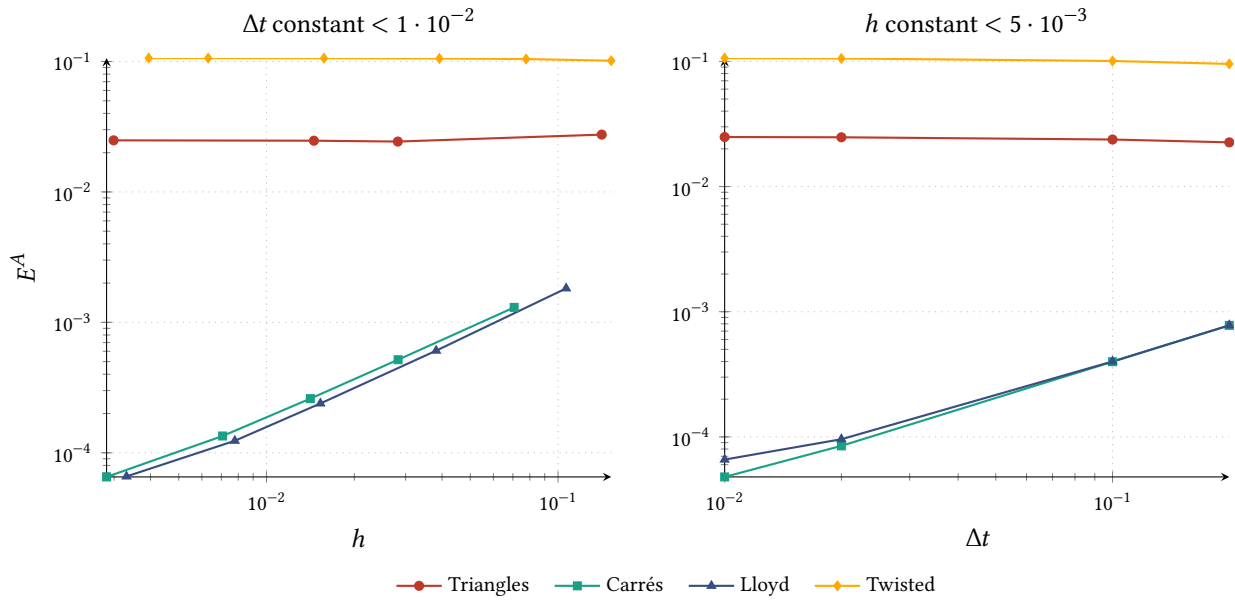 Δt constant < 1 · 10⁻²
h constant < 5 · 10⁻³
10⁻¹
10⁻²
10⁻³
10⁻⁴
Eᴬ
10⁻² 10⁻¹
h
10⁻¹
10⁻²
10⁻³
10⁻⁴
10⁻² 10⁻¹
Δt
Triangles Carrés Lloyd Twisted